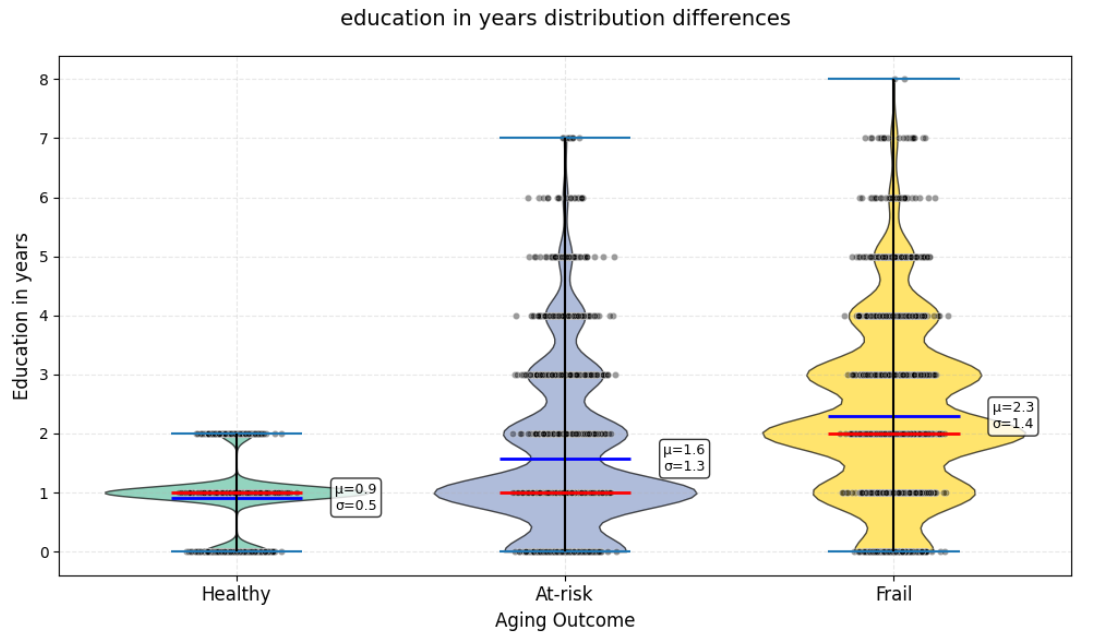 education in years distribution differences
Education in years
8
7
6
5
4
3
2
1
0
μ=0.9
σ=0.5
μ=1.6
σ=1.3
μ=2.3
σ=1.4
Healthy
At-risk
Frail
Aging Outcome